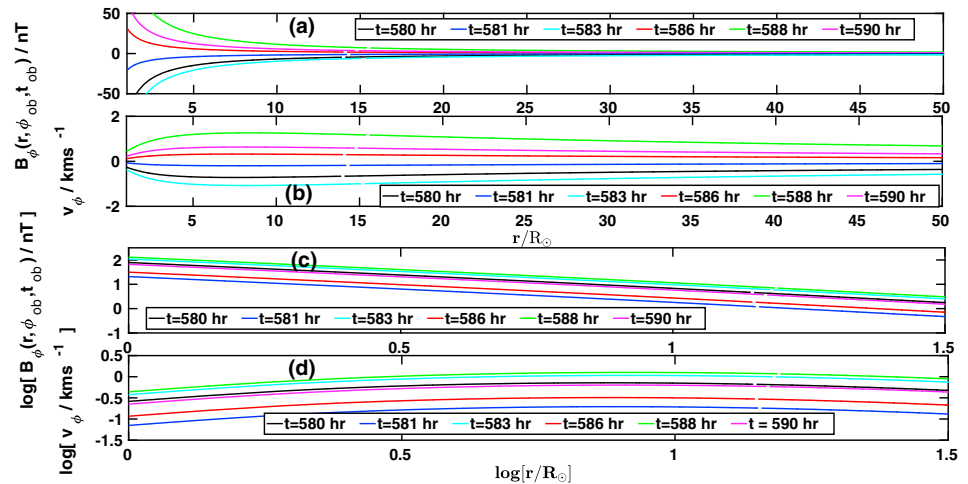 (a)
t=580 hr t=581 hr t=583 hr t=586 hr t=588 hr t=590 hr
50
0
-50
5 10 15 20 25 30 35 40 45 50
B_ϕ(r, ϕ_ob, t_ob) / nT
2
0
-2
v_ϕ / kms^-1
(b)
t=580 hr t=581 hr t=583 hr t=586 hr t=588 hr t=590 hr
5 10 15 20 25 30 35 40 45 50
r/R_⊙
(c)
2
1
0
-1
log[ B_ϕ(r, ϕ_ob, t_ob) / nT ]
t=580 hr t=581 hr t=583 hr t=586 hr t=588 hr t=590 hr
0 0.5 1 1.5
(d)
0.5
0
-0.5
-1
-1.5
log[ v_ϕ / kms^-1 ]
t=580 hr t=581 hr t=583 hr t=586 hr t=588 hr t = 590 hr
0 0.5 1 1.5
log[r/R_⊙]